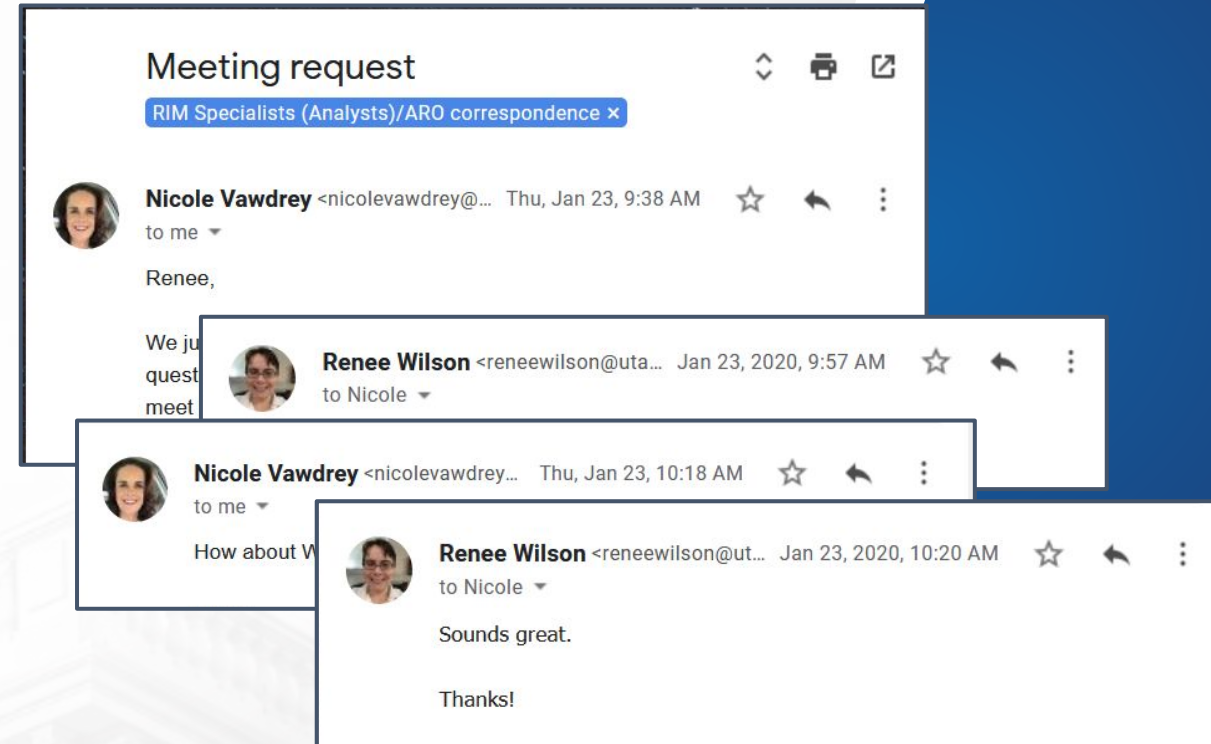 Meeting request
RIM Specialists (Analysts)/ARO correspondence ×
Nicole Vawdrey <nicolevawdrey@... Thu, Jan 23, 9:38 AM
to me
Renee,
We ju
quest
meet
Renee Wilson <reneewilson@uta... Jan 23, 2020, 9:57 AM
to Nicole
Nicole Vawdrey <nicolevawdrey... Thu, Jan 23, 10:18 AM
to me
How about W
Renee Wilson <reneewilson@ut... Jan 23, 2020, 10:20 AM
to Nicole
Sounds great.
Thanks!